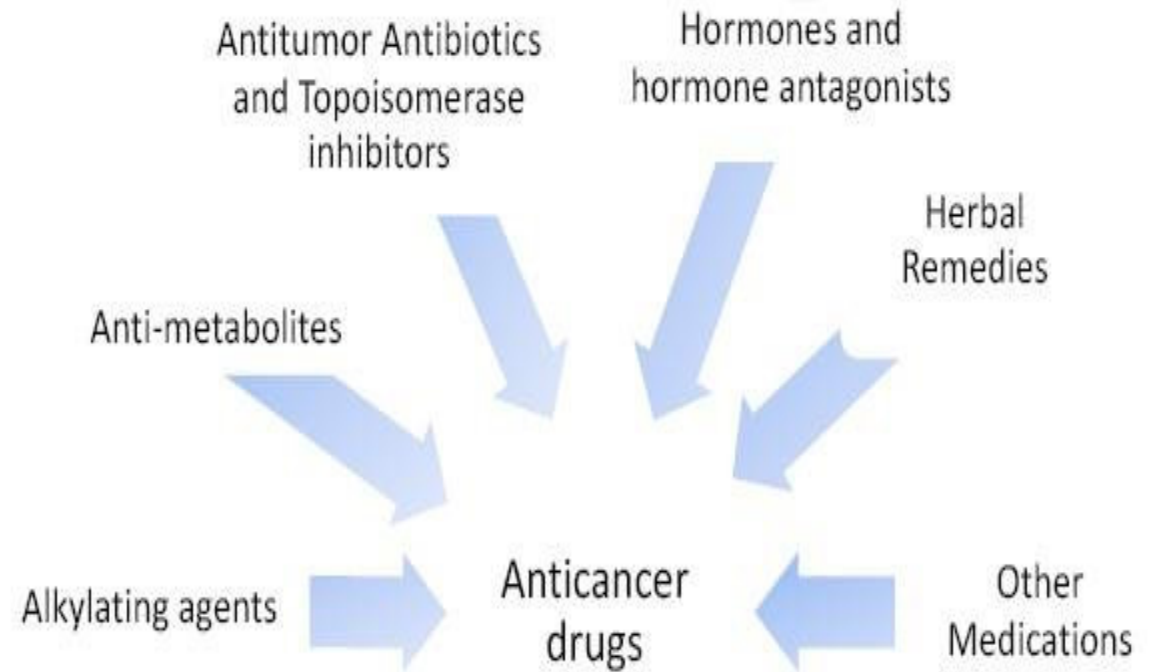 Antitumor Antibiotics
and Topoisomerase
inhibitors
Hormones and
hormone antagonists
Herbal
Remedies
Anti-metabolites
Alkylating agents
Anticancer
drugs
Other
Medications